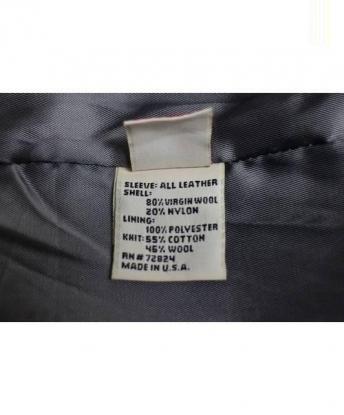 SLEEVE: ALL LEATHER
SHELL:
80% VIRGIN WOOL
20% NYLON
LINING:
100% POLYESTER
KNIT: 55% COTTON
45% WOOL
RN# 72824
MADE IN U.S.A.